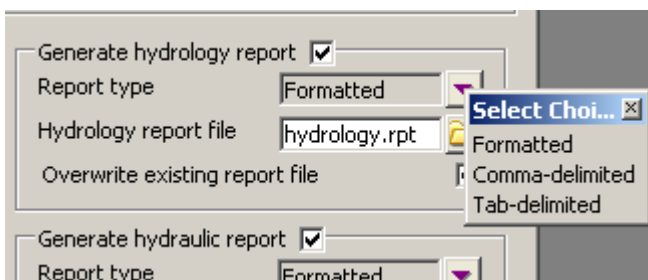 Generate hydrology report
Report type Formatted
Hydrology report file hydrology.rpt
Overwrite existing report file
Select Choi...
Formatted
Comma-delimited
Tab-delimited
Generate hydraulic report
Report type Formatted